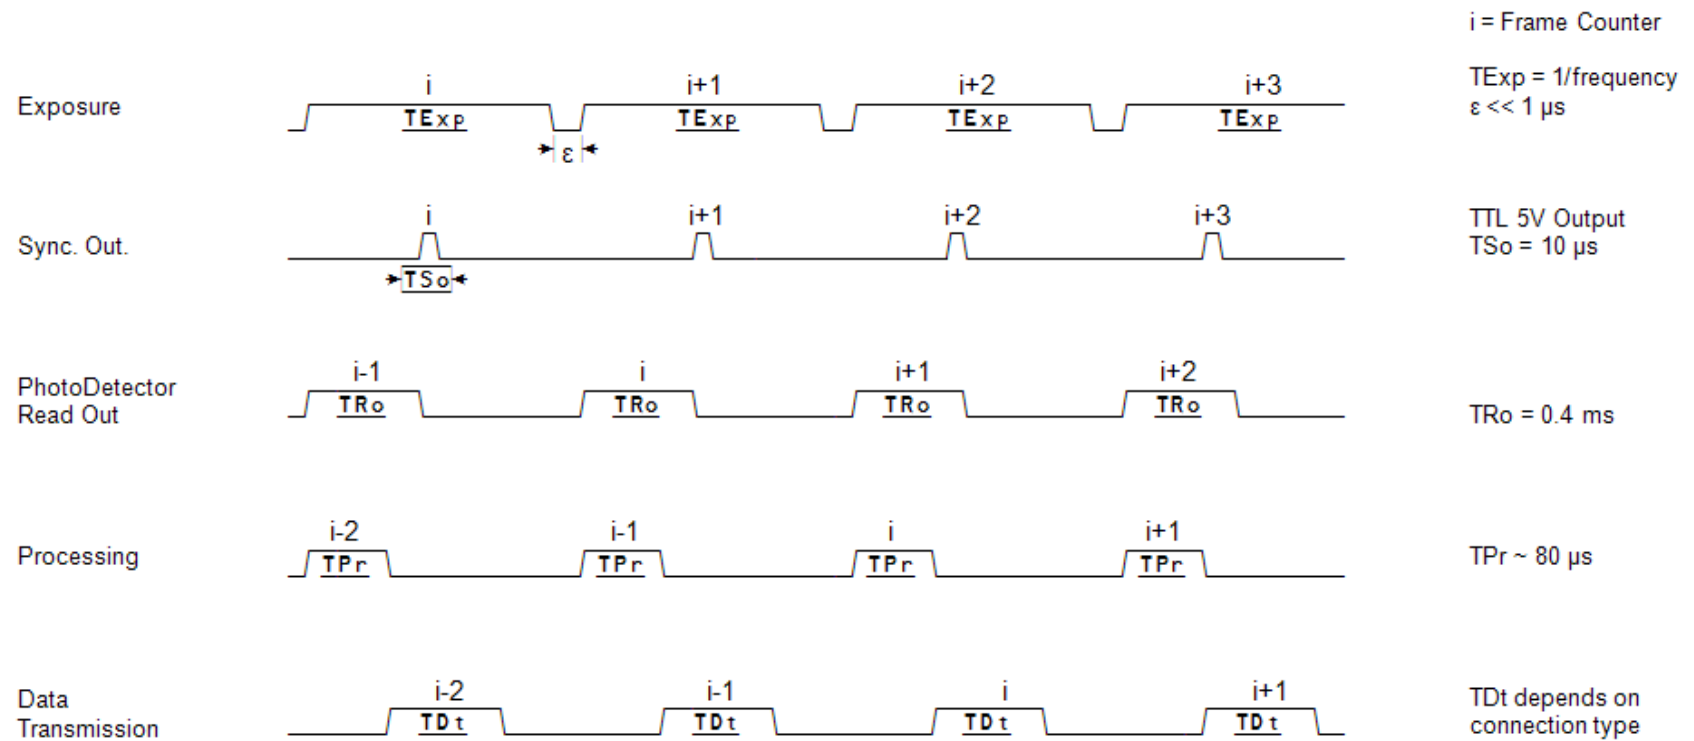 i = Frame Counter
i i+1 i+2 i+3
TExp = 1/frequency
Exposure TExp TExp TExp TExp
ε << 1 µs
ε
i i+1 i+2 i+3
TTL 5V Output
Sync. Out.
TSo = 10 µs
TSo
i-1 i i+1 i+2
PhotoDetector
TRo TRo TRo TRo
Read Out
TRo = 0.4 ms
i-2 i-1 i i+1
Processing TPr TPr TPr TPr
TPr ~ 80 µs
i-2 i-1 i i+1
Data
TDt depends on
Transmission TDt TDt TDt TDt
connection type